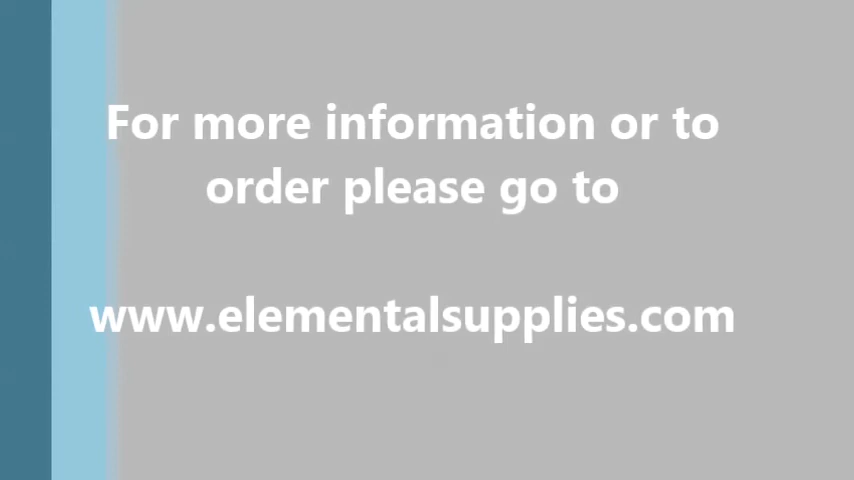 For more information or to
order please go to
www.elementalsupplies.com